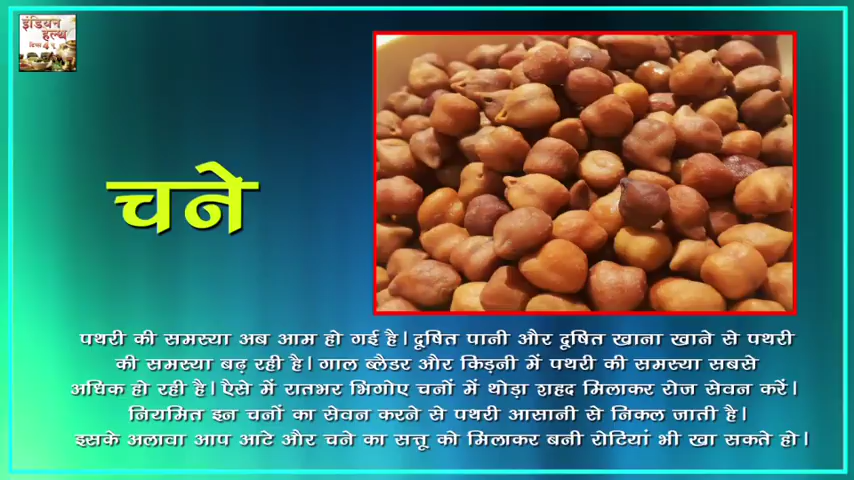 इंडियन
हेल्थ
चने
पथरी की समस्या अब आम हो गई है। दूषित पानी और दूषित खाना खाने से पथरी
की समस्या बढ़ रही है। गाल ब्लैडर और किडनी में पथरी की समस्या सबसे
अधिक हो रही है। ऐसे में रातभर भिगोए चनों में थोड़ा शहद मिलाकर रोज सेवन करें।
नियमित इन चनों का सेवन करने से पथरी आसानी से निकल जाती है।
इसके अलावा आप आटे और चने का सत्तू को मिलाकर बनी रोटियां भी खा सकते हो।